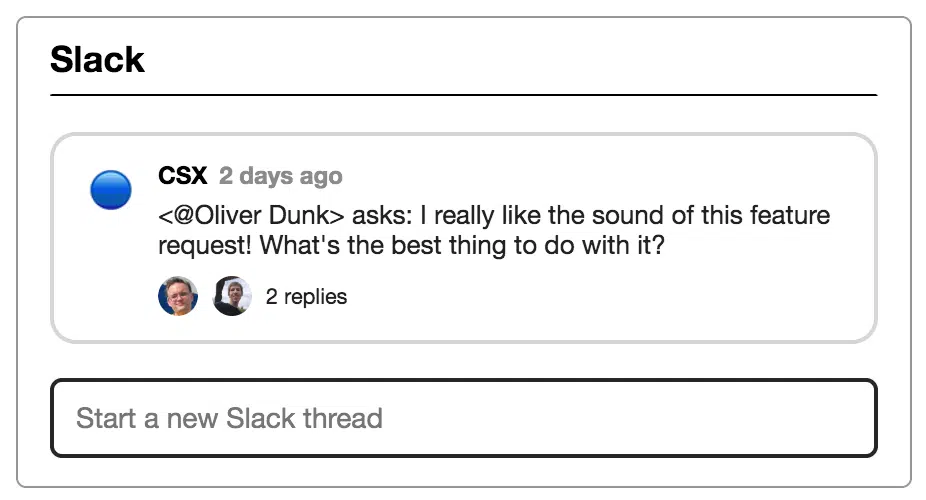 Slack
CSX 2 days ago
<@Oliver Dunk> asks: I really like the sound of this feature
request! What's the best thing to do with it?
2 replies
Start a new Slack thread